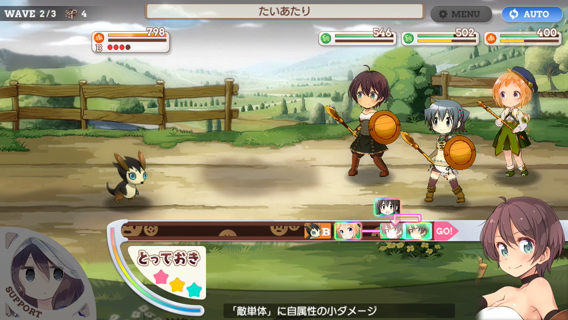 WAVE 2/3 4
たいあたり
MENU
AUTO
798
B
546
502
400
B
GO!
とっておき
SUPPORT
「敵単体」に自属性の小ダメージ